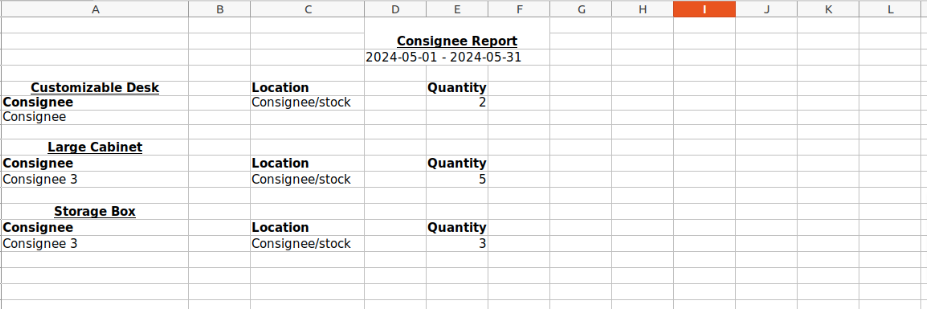 A B C D E F G H I J K L
Consignee Report
2024-05-01 - 2024-05-31
Customizable Desk Location Quantity
Consignee Consignee/stock 2
Consignee
Large Cabinet
Consignee Location Quantity
Consignee 3 Consignee/stock 5
Storage Box
Consignee Location Quantity
Consignee 3 Consignee/stock 3